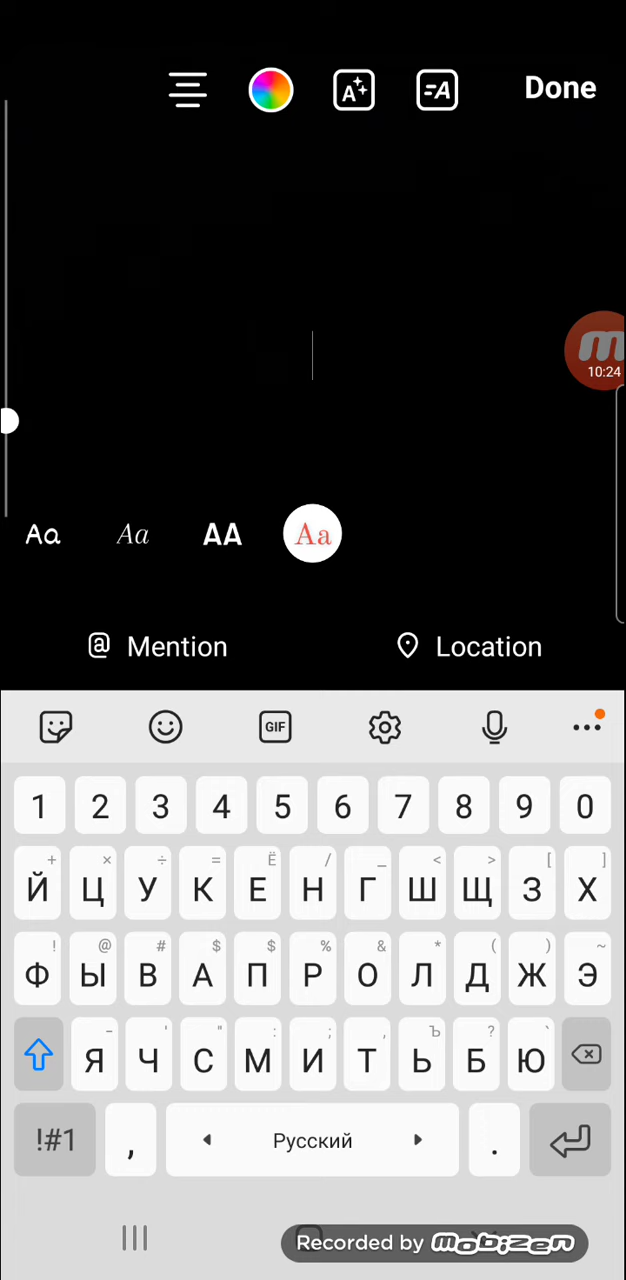 A A Done
10:24
Aa Aa AA Aa
@ Mention Location
GIF
1 2 3 4 5 6 7 8 9 0
+ × ÷ = Ё / _ < > [ ]
Й Ц У К Е Н Г Ш Щ З Х
! @ # $ $ % & * ( ) ~
Ф Ы В А П Р О Л Д Ж Э
- ' " : ; , Ъ ? `
Я Ч С М И Т Ь Б Ю
!#1 , Русский .
Recorded by mobizen